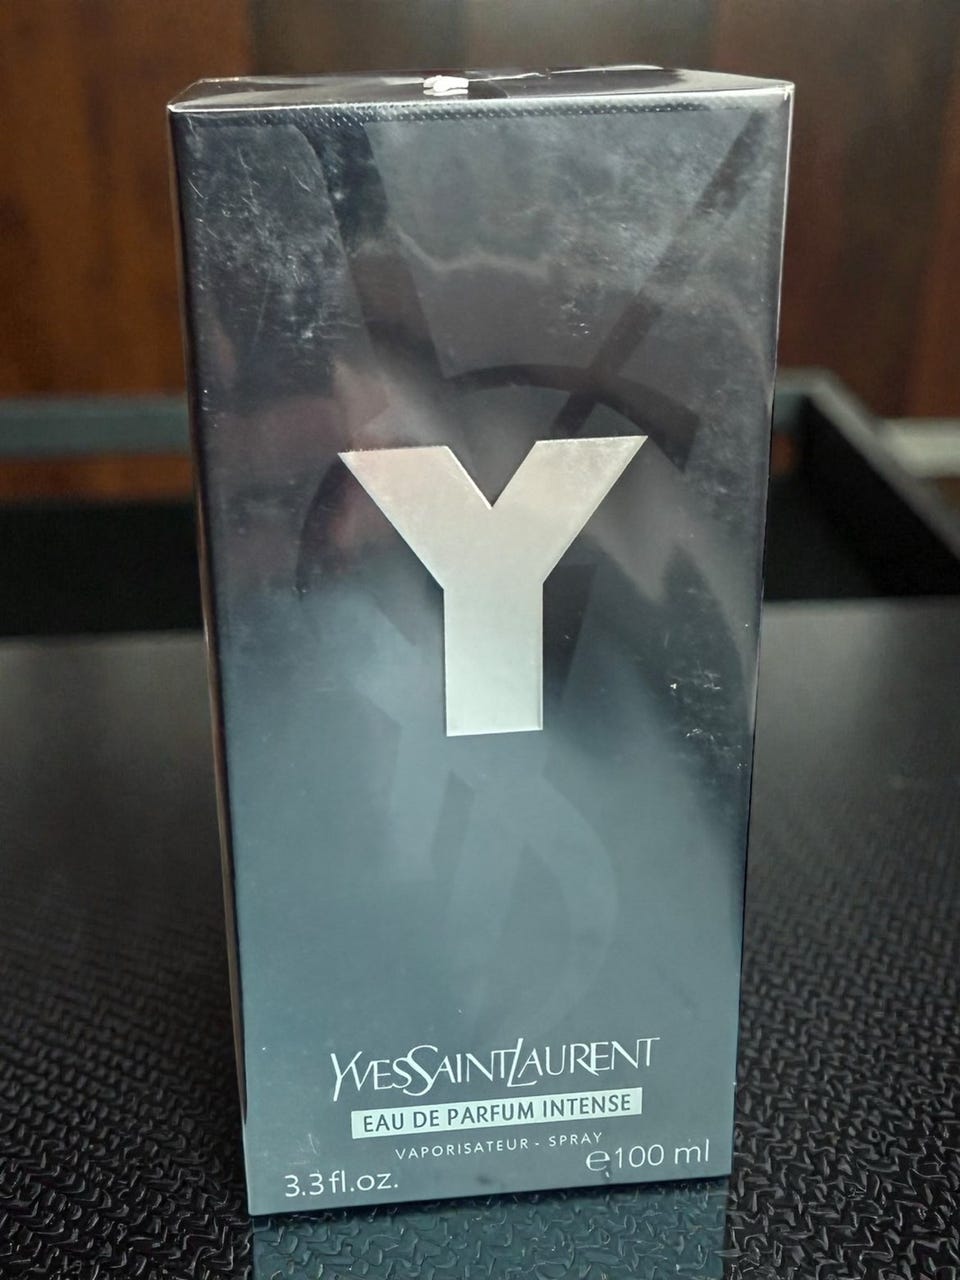 Y
YVESSAINTLAURENT
EAU DE PARFUM INTENSE
VAPORISATEUR - SPRAY
3.3 fl.oz. ℮100 ml